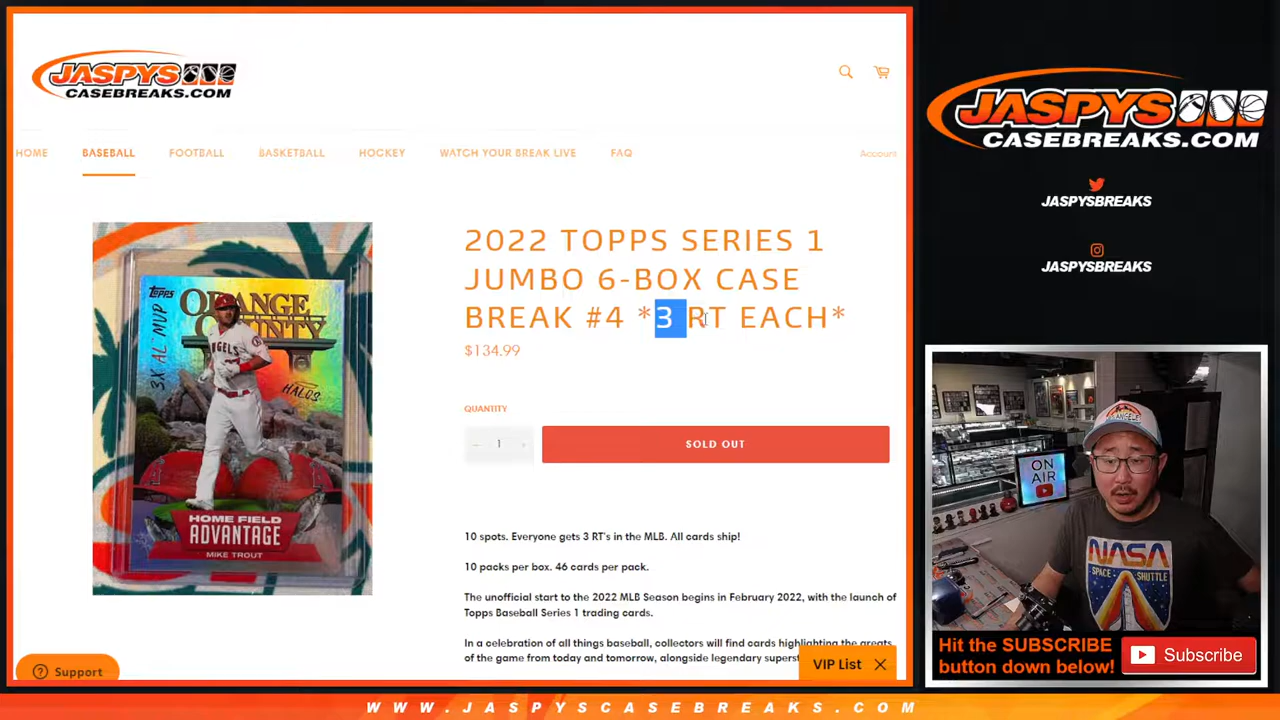 JASPYS
CASEBREAKS.COM
HOME BASEBALL FOOTBALL BASKETBALL HOCKEY WATCH YOUR BREAK LIVE FAQ Account
2022 TOPPS SERIES 1
JUMBO 6-BOX CASE
BREAK #4 *3 RT EACH*
$134.99
QUANTITY
− 1 +
SOLD OUT
10 spots. Everyone gets 3 RT's in the MLB. All cards ship!
10 packs per box. 46 cards per pack.
The unofficial start to the 2022 MLB Season begins in February 2022, with the launch of
Topps Baseball Series 1 trading cards.
In a celebration of all things baseball, collectors will find cards highlighting the greats
of the game from today and tomorrow, alongside legendary superst
Topps
ORANGE
COUNTY
3X AL MVP
ANGELS
HALOS
HOME FIELD
ADVANTAGE
MIKE TROUT
Support
VIP List
JASPYS
CASEBREAKS.COM
JASPYSBREAKS
JASPYSBREAKS
ON
AIR
NASA
SPACE SHUTTLE
Hit the SUBSCRIBE
button down below!
Subscribe
WWW.JASPYSCASEBREAKS.COM